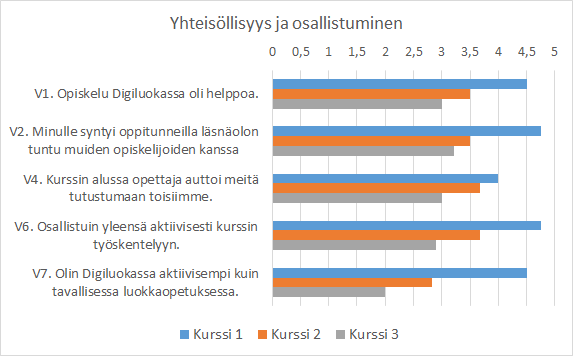 Yhteisöllisyys ja osallistuminen
0 0,5 1 1,5 2 2,5 3 3,5 4 4,5 5
V1. Opiskelu Digiluokassa oli helppoa.
V2. Minulle syntyi oppitunneilla läsnäolon
tuntu muiden opiskelijoiden kanssa
V4. Kurssin alussa opettaja auttoi meitä
tutustumaan toisiimme.
V6. Osallistuin yleensä aktiivisesti kurssin
työskentelyyn.
V7. Olin Digiluokassa aktiivisempi kuin
tavallisessa luokkaopetuksessa.
Kurssi 1 Kurssi 2 Kurssi 3